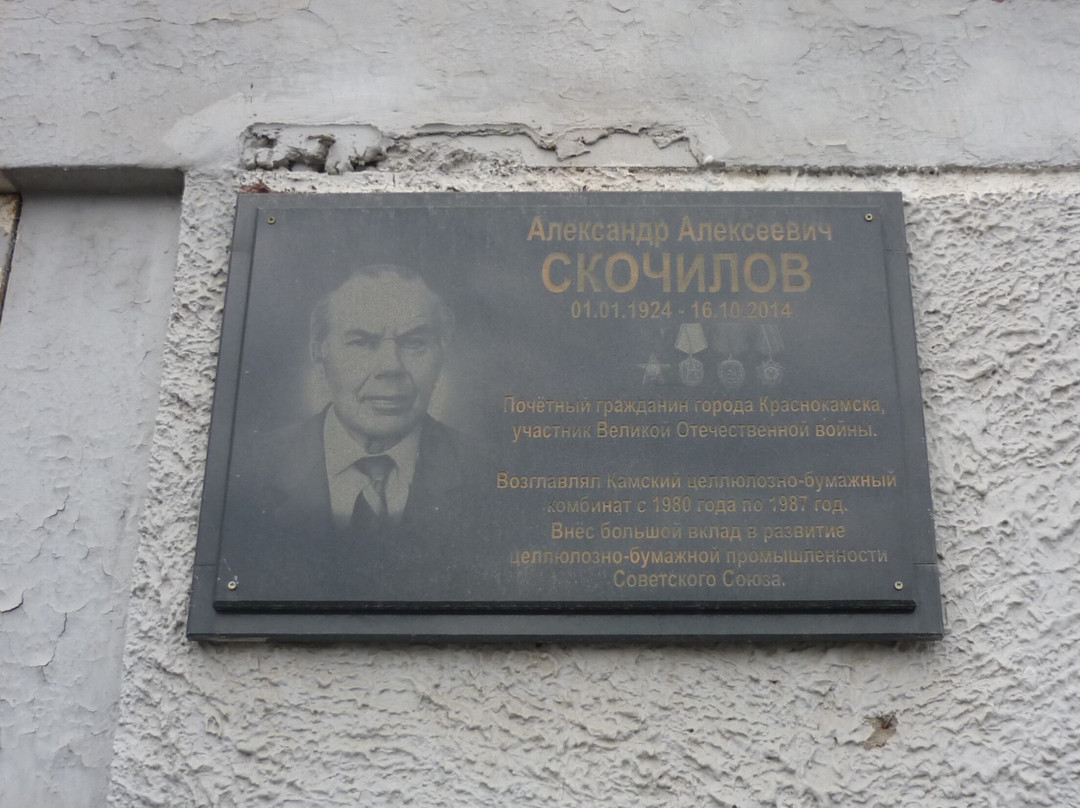 Александр Алексеевич
СКОЧИЛОВ
01.01.1924 - 16.10.2014
Почётный гражданин города Краснокамска,
участник Великой Отечественной войны.
Возглавлял Камский целлюлозно-бумажный
комбинат с 1980 года по 1987 год.
Внёс большой вклад в развитие
целлюлозно-бумажной промышленности
Советского Союза.